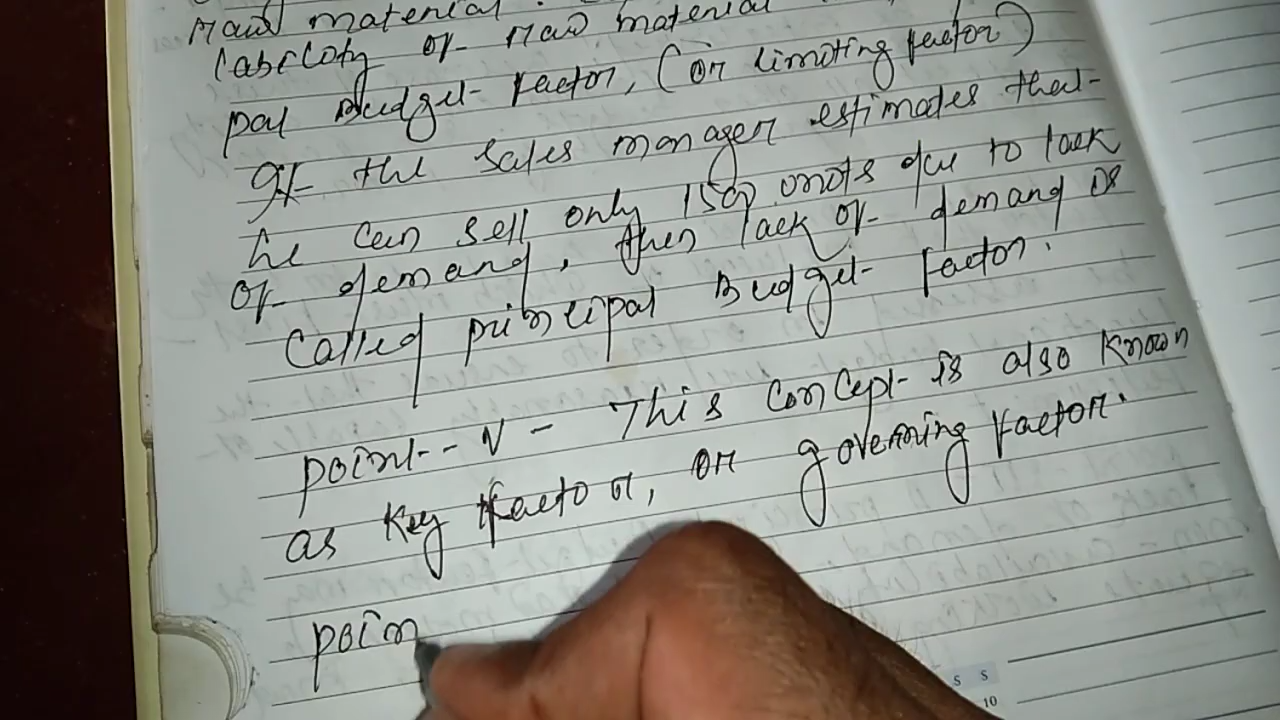 raw material.
lability of raw material
pal Budget factor, (or limiting factor)
If the sales manager estimates that
he can sell only 1500 units due to lack
of demand, then lack of demand is
called principal Budget factor.
point - V - This concept is also known
as key factor, or governing factor.
poin
S S
10